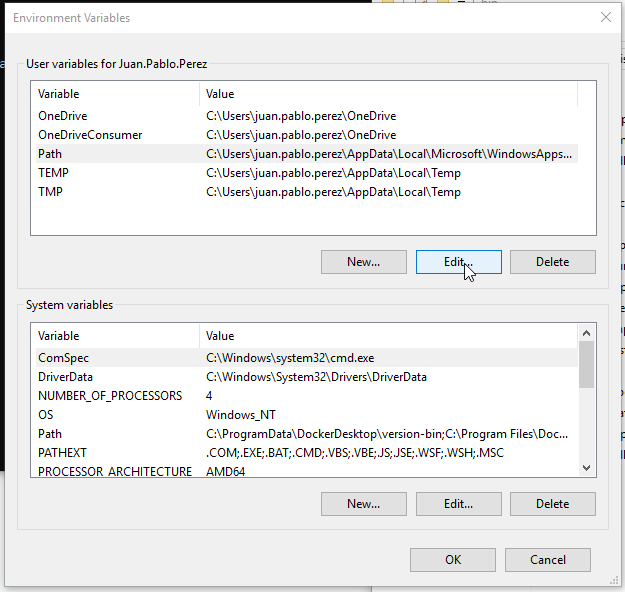 Environment Variables
User variables for Juan.Pablo.Perez
Variable Value
OneDrive C:\Users\juan.pablo.perez\OneDrive
OneDriveConsumer C:\Users\juan.pablo.perez\OneDrive
Path C:\Users\juan.pablo.perez\AppData\Local\Microsoft\WindowsApps...
TEMP C:\Users\juan.pablo.perez\AppData\Local\Temp
TMP C:\Users\juan.pablo.perez\AppData\Local\Temp
New... Edit... Delete
System variables
Variable Value
ComSpec C:\Windows\system32\cmd.exe
DriverData C:\Windows\System32\Drivers\DriverData
NUMBER_OF_PROCESSORS 4
OS Windows_NT
Path C:\ProgramData\DockerDesktop\version-bin;C:\Program Files\Doc...
PATHEXT .COM;.EXE;.BAT;.CMD;.VBS;.VBE;.JS;.JSE;.WSF;.WSH;.MSC
PROCESSOR_ARCHITECTURE AMD64
New... Edit... Delete
OK Cancel